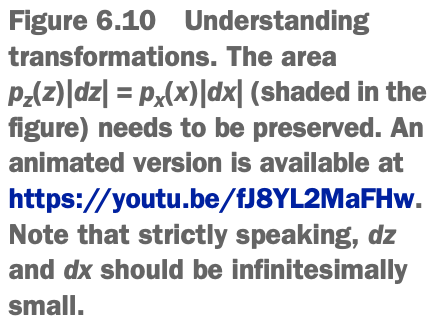 Figure 6.10 Understanding
transformations. The area
pz(z)|dz| = px(x)|dx| (shaded in the
figure) needs to be preserved. An
animated version is available at
https://youtu.be/fJ8YL2MaFHw.
Note that strictly speaking, dz
and dx should be infinitesimally
small.